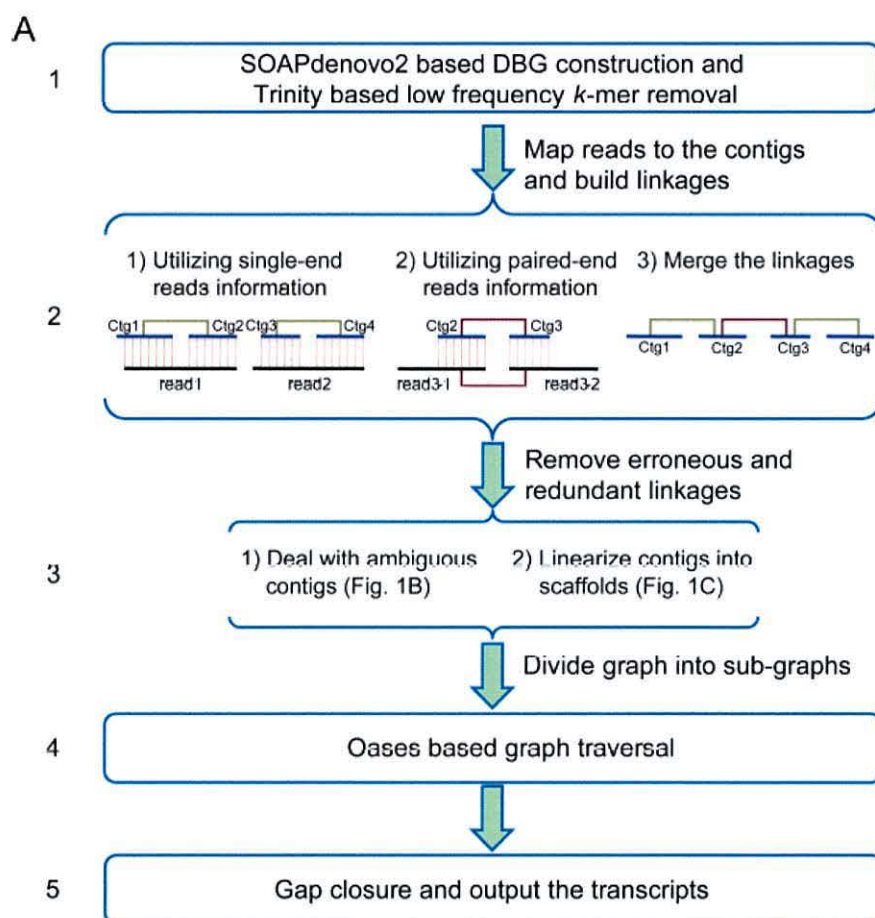 A
1
SOAPdenovo2 based DBG construction and
Trinity based low frequency k-mer removal
Map reads to the contigs
and build linkages
2
1) Utilizing single-end
reads information
Ctg1 Ctg2 Ctg3 Ctg4
read1 read2
2) Utilizing paired-end
reads information
Ctg2 Ctg3
read3-1 read3-2
3) Merge the linkages
Ctg1 Ctg2 Ctg3 Ctg4
Remove erroneous and
redundant linkages
3
1) Deal with ambiguous
contigs (Fig. 1B)
2) Linearize contigs into
scaffolds (Fig. 1C)
Divide graph into sub-graphs
4
Oases based graph traversal
5
Gap closure and output the transcripts